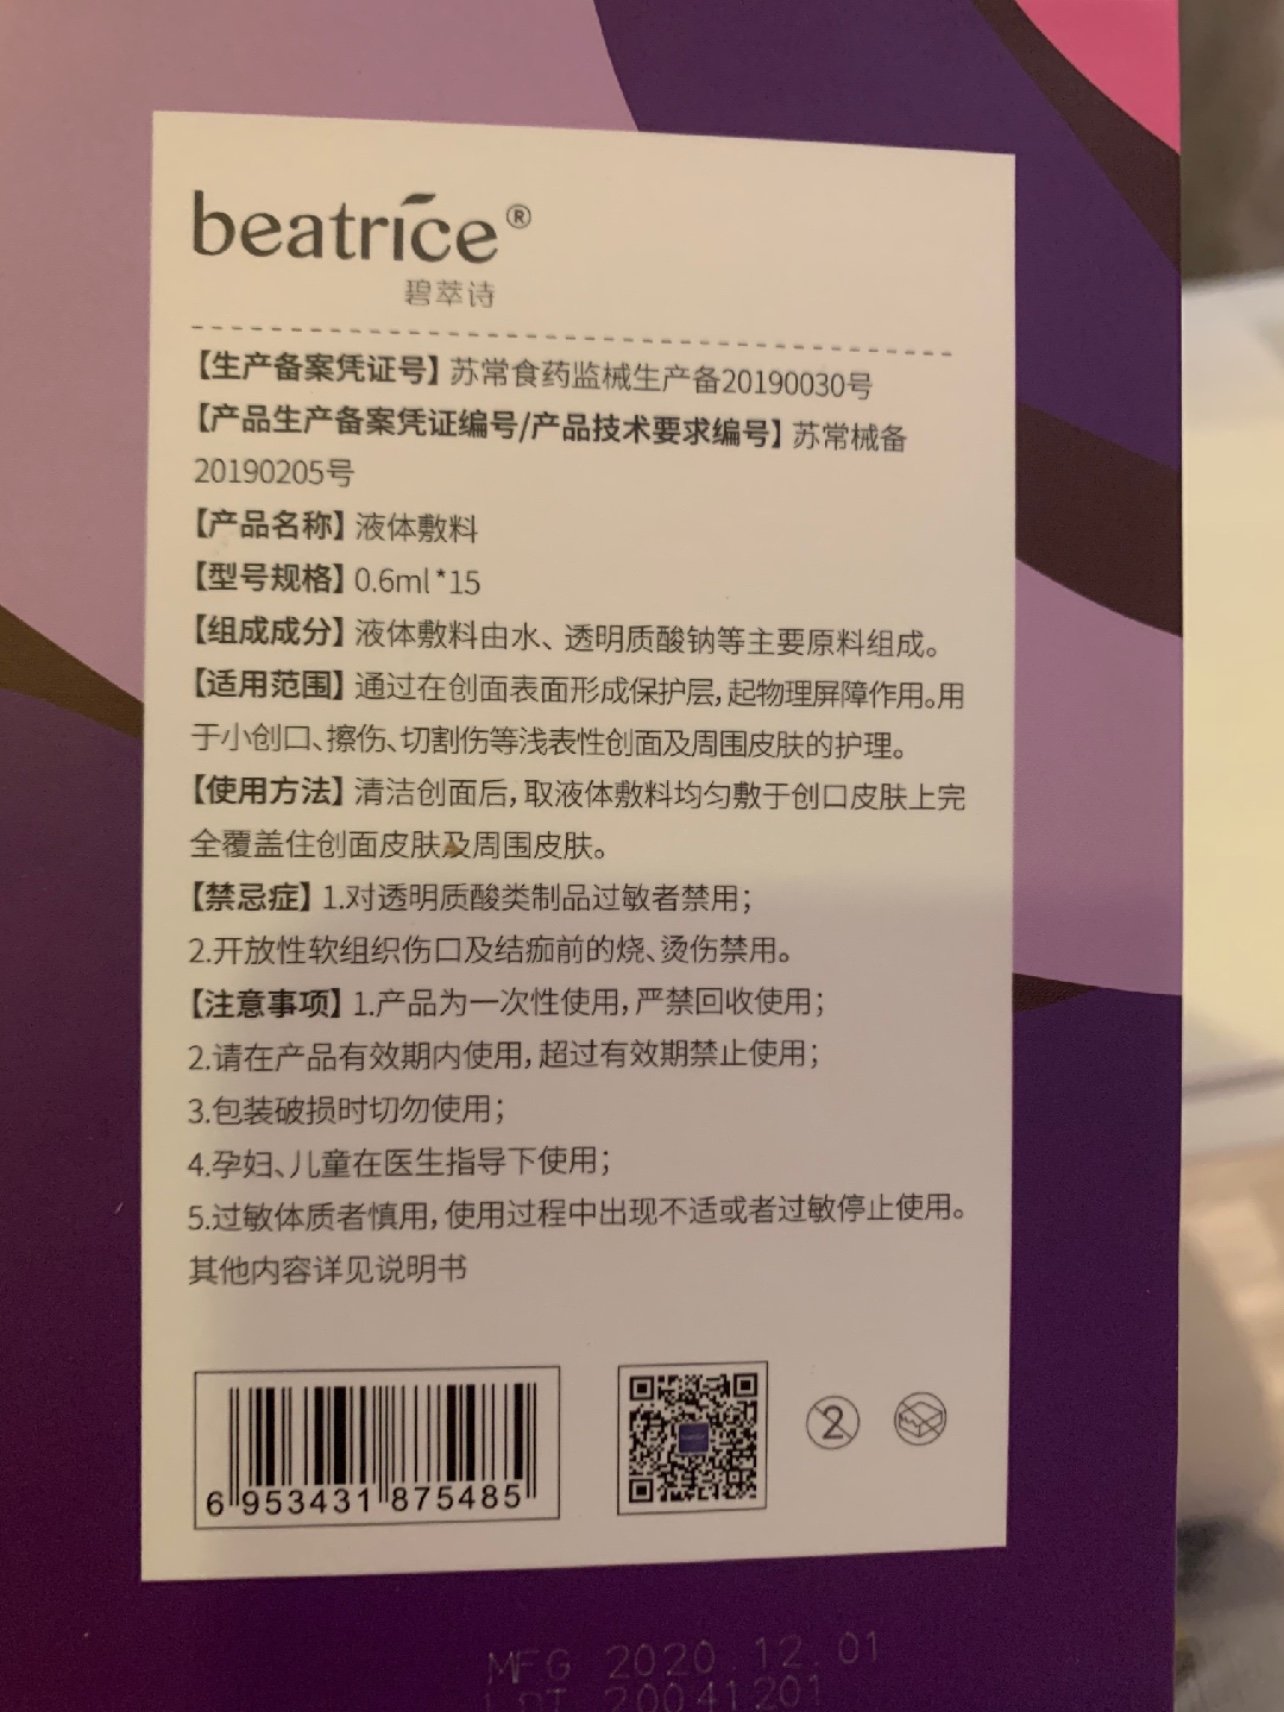 beatrice®
碧萃诗
【生产备案凭证号】苏常食药监械生产备20190030号
【产品生产备案凭证编号/产品技术要求编号】苏常械备
20190205号
【产品名称】液体敷料
【型号规格】0.6ml*15
【组成成分】液体敷料由水、透明质酸钠等主要原料组成。
【适用范围】通过在创面表面形成保护层,起物理屏障作用。用
于小创口、擦伤、切割伤等浅表性创面及周围皮肤的护理。
【使用方法】清洁创面后,取液体敷料均匀敷于创口皮肤上完
全覆盖住创面皮肤及周围皮肤。
【禁忌症】1.对透明质酸类制品过敏者禁用;
2.开放性软组织伤口及结痂前的烧、烫伤禁用。
【注意事项】1.产品为一次性使用,严禁回收使用;
2.请在产品有效期内使用,超过有效期禁止使用;
3.包装破损时切勿使用;
4.孕妇、儿童在医生指导下使用;
5.过敏体质者慎用,使用过程中出现不适或者过敏停止使用。
其他内容详见说明书
6 953431 875485
2
MFG 2020.12.01
LOT 20041201